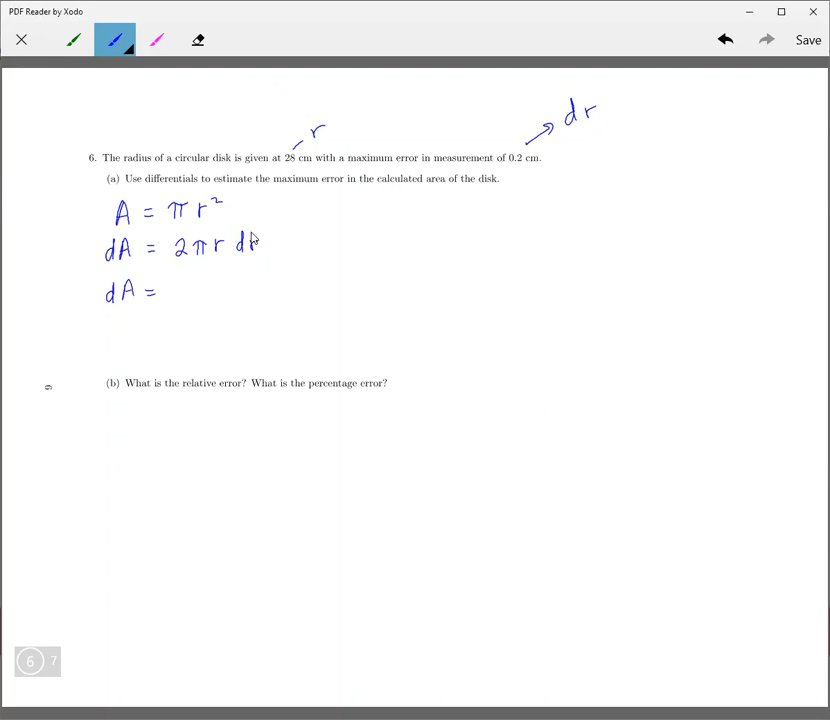 PDF Reader by Xodo
Save
r
dr
6. The radius of a circular disk is given at 28 cm with a maximum error in measurement of 0.2 cm.
(a) Use differentials to estimate the maximum error in the calculated area of the disk.
A = π r²
dA = 2 π r dr
dA =
(b) What is the relative error? What is the percentage error?
6
6 7